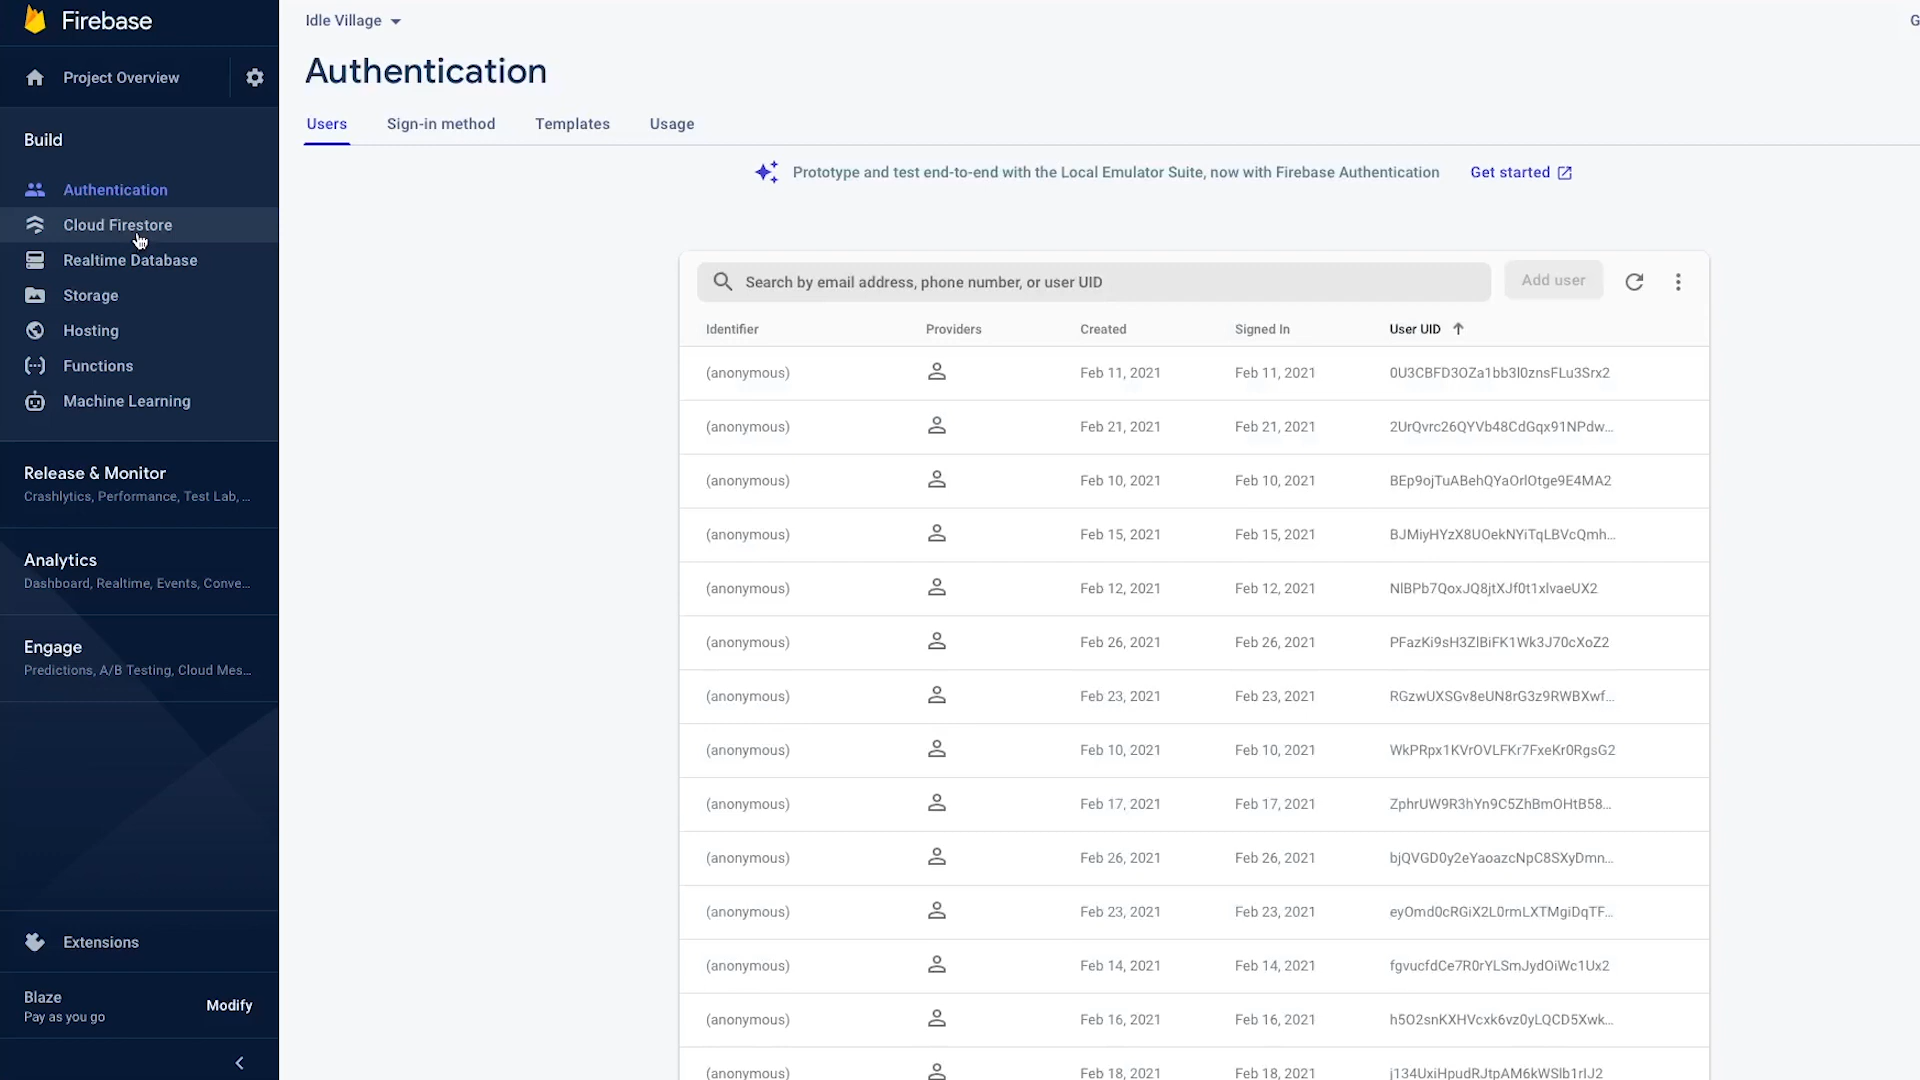 Firebase
Project Overview
Build
Authentication
Cloud Firestore
Realtime Database
Storage
Hosting
Functions
Machine Learning
Release & Monitor
Crashlytics, Performance, Test Lab, ...
Analytics
Dashboard, Realtime, Events, Conve...
Engage
Predictions, A/B Testing, Cloud Mes...
Extensions
Blaze
Pay as you go
Modify
Idle Village
G
Authentication
Users Sign-in method Templates Usage
Prototype and test end-to-end with the Local Emulator Suite, now with Firebase Authentication Get started
Search by email address, phone number, or user UID Add user
Identifier Providers Created Signed In User UID
(anonymous) Feb 11, 2021 Feb 11, 2021 0U3CBFD3OZa1bb3l0znsFLu3Srx2
(anonymous) Feb 21, 2021 Feb 21, 2021 2UrQvrc26QYVb48CdGqx91NPdw...
(anonymous) Feb 10, 2021 Feb 10, 2021 BEp9ojTuABehQYaOrlOtge9E4MA2
(anonymous) Feb 15, 2021 Feb 15, 2021 BJMiyHYzX8UOekNYiTqLBVcQmh...
(anonymous) Feb 12, 2021 Feb 12, 2021 NlBPb7QoxJQ8jtXJf0t1xlvaeUX2
(anonymous) Feb 26, 2021 Feb 26, 2021 PFazKi9sH3ZlBiFK1Wk3J70cXoZ2
(anonymous) Feb 23, 2021 Feb 23, 2021 RGzwUXSGv8eUN8rG3z9RWBXwf...
(anonymous) Feb 10, 2021 Feb 10, 2021 WkPRpx1KVrOVLFKr7FxeKr0RgsG2
(anonymous) Feb 17, 2021 Feb 17, 2021 ZphrUW9R3hYn9C5ZhBmOHtB58...
(anonymous) Feb 26, 2021 Feb 26, 2021 bjQVGD0y2eYaoazcNpC8SXyDmn...
(anonymous) Feb 23, 2021 Feb 23, 2021 eyOmd0cRGiX2L0rmLXTMgiDqTF...
(anonymous) Feb 14, 2021 Feb 14, 2021 fgvucfdCe7R0rYLSmJydOiWc1Ux2
(anonymous) Feb 16, 2021 Feb 16, 2021 h5O2snKXHVcxk6vz0yLQCD5Xwk...
(anonymous) Feb 18, 2021 Feb 18, 2021 j134UxiHpudRJtpAM6kWSlb1rlJ2